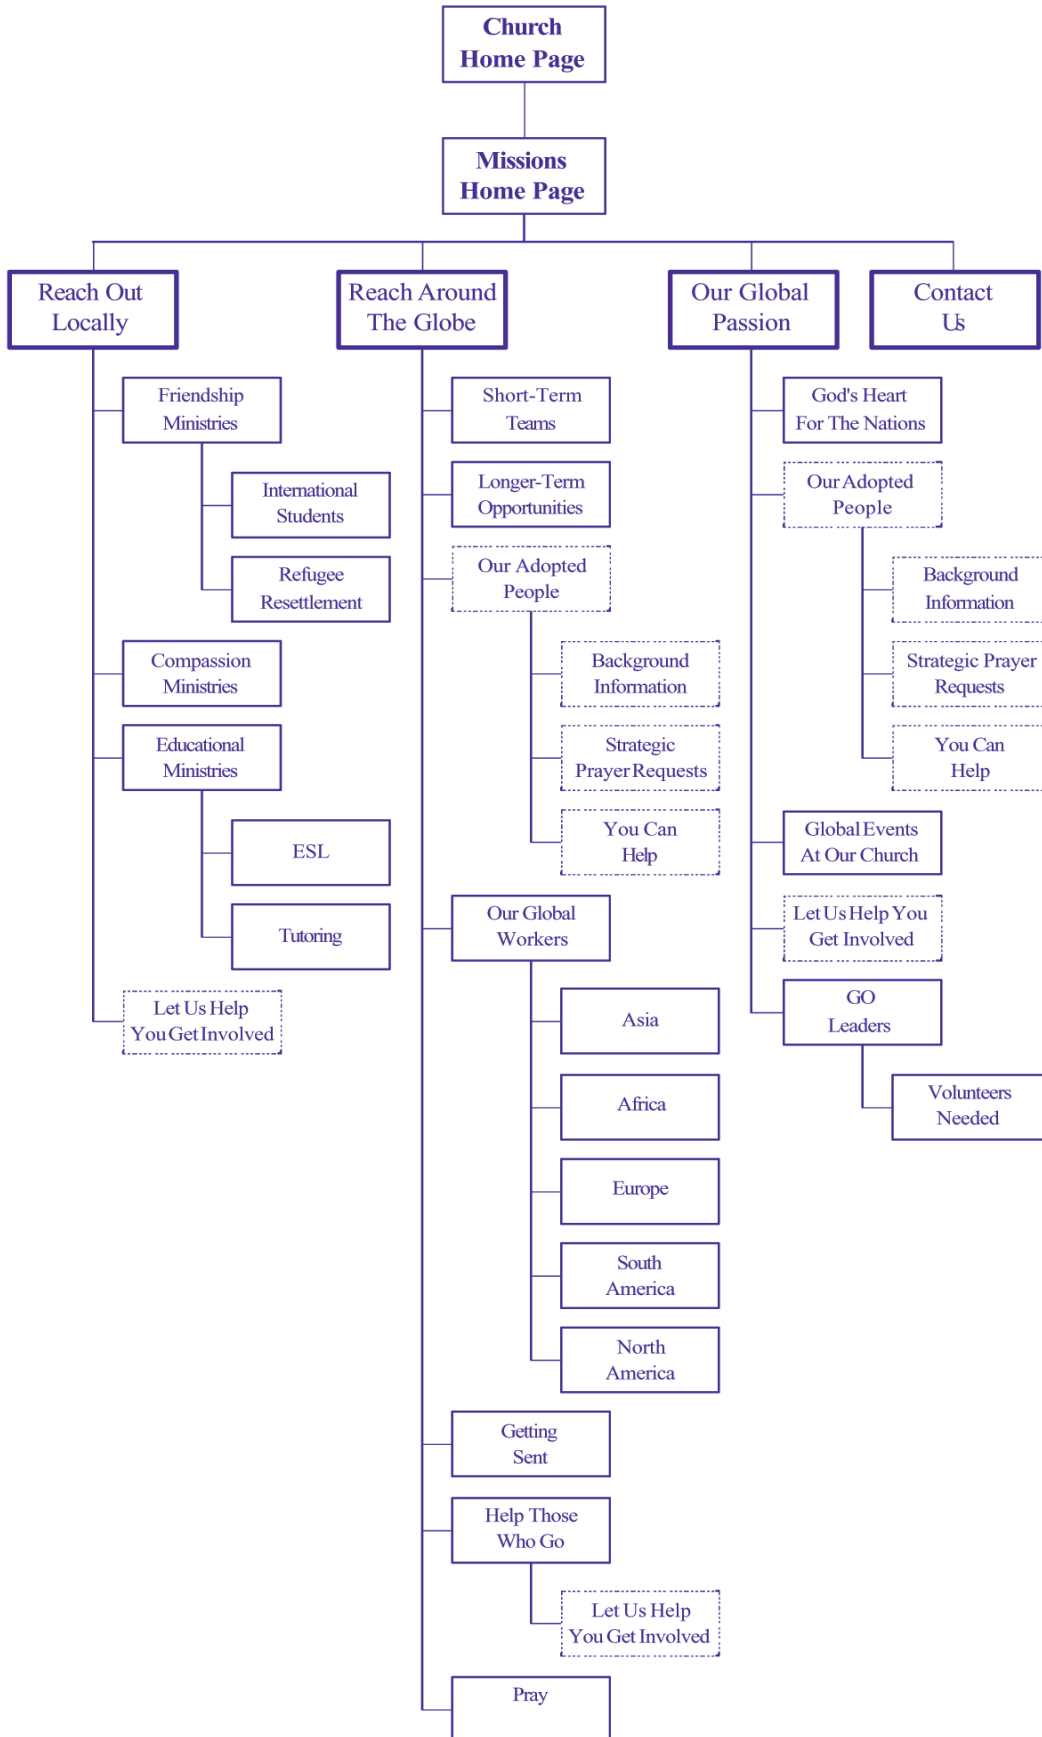 Church
Home Page
Missions
Home Page
Reach Out
Locally
Friendship
Ministries
International
Students
Refugee
Resettlement
Compassion
Ministries
Educational
Ministries
ESL
Tutoring
Let Us Help
You Get Involved
Reach Around
The Globe
Short-Term
Teams
Longer-Term
Opportunities
Our Adopted
People
Background
Information
Strategic
Prayer Requests
You Can
Help
Our Global
Workers
Asia
Africa
Europe
South
America
North
America
Getting
Sent
Help Those
Who Go
Let Us Help
You Get Involved
Pray
Our Global
Passion
God's Heart
For The Nations
Our Adopted
People
Background
Information
Strategic Prayer
Requests
You Can
Help
Global Events
At Our Church
Let Us Help You
Get Involved
GO
Leaders
Volunteers
Needed
Contact
Us